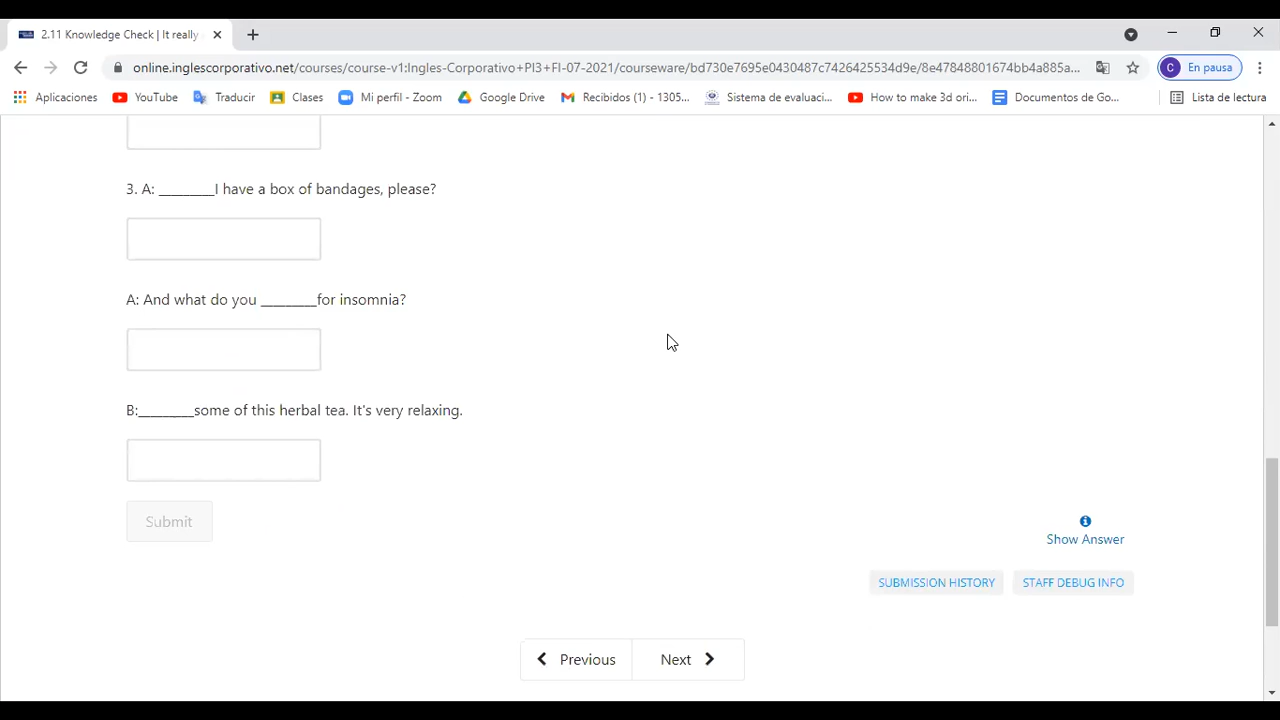 2.11 Knowledge Check | It really
online.inglescorporativo.net/courses/course-v1:Ingles-Corporativo+PI3+FI-07-2021/courseware/bd730e7695e0430487c7426425534d9e/8e47848801674bb4a885a...
C En pausa
Aplicaciones YouTube Traducir Clases Mi perfil - Zoom Google Drive Recibidos (1) - 1305... Sistema de evaluaci... How to make 3d ori... Documentos de Go... Lista de lectura
3. A: ________I have a box of bandages, please?
A: And what do you ________for insomnia?
B:________some of this herbal tea. It's very relaxing.
Submit
Show Answer
SUBMISSION HISTORY STAFF DEBUG INFO
Previous Next